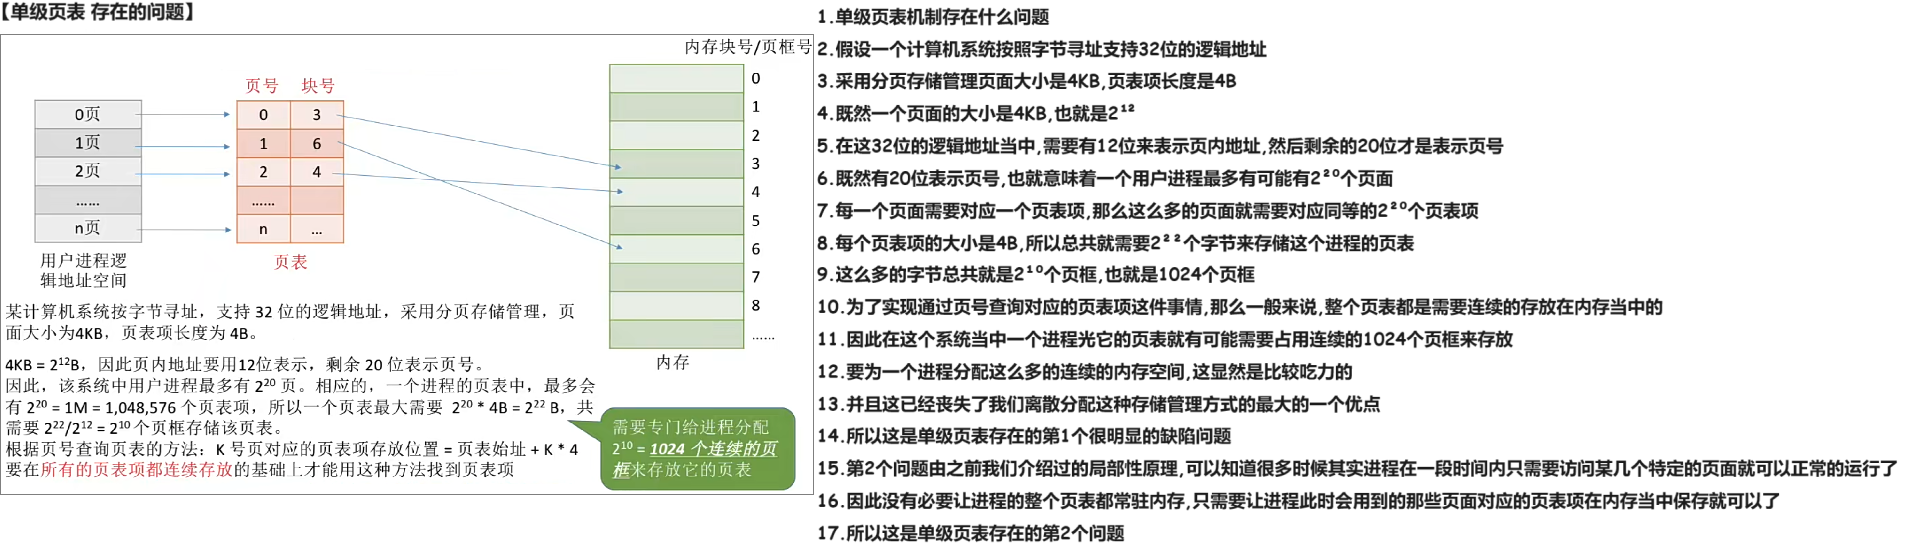 【单级页表 存在的问题】
内存块号/页框号
页号 块号
0页 0 3
1页 1 6
2页 2 4
...... ......
n页 n ...
用户进程逻
辑地址空间
页表
0
1
2
3
4
5
6
7
8
......
内存
某计算机系统按字节寻址，支持 32 位的逻辑地址，采用分页存储管理，页
面大小为4KB，页表项长度为 4B。
4KB = 2¹²B，因此页内地址要用12位表示，剩余 20 位表示页号。
因此，该系统中用户进程最多有 2²⁰ 页。相应的，一个进程的页表中，最多会
有 2²⁰ = 1M = 1,048,576 个页表项，所以一个页表最大需要 2²⁰ * 4B = 2²² B，共
需要 2²²/2¹² = 2¹⁰ 个页框存储该页表。
根据页号查询页表的方法：K 号页对应的页表项存放位置 = 页表始址 + K * 4
要在所有的页表项都连续存放的基础上才能用这种方法找到页表项
需要专门给进程分配
2¹⁰ = 1024 个连续的页
框来存放它的页表
1.单级页表机制存在什么问题
2.假设一个计算机系统按照字节寻址支持32位的逻辑地址
3.采用分页存储管理页面大小是4KB,页表项长度是4B
4.既然一个页面的大小是4KB,也就是2¹²
5.在这32位的逻辑地址当中,需要有12位来表示页内地址,然后剩余的20位才是表示页号
6.既然有20位表示页号,也就意味着一个用户进程最多有可能有2²⁰个页面
7.每一个页面需要对应一个页表项,那么这么多的页面就需要对应同等的2²⁰个页表项
8.每个页表项的大小是4B,所以总共就需要2²²个字节来存储这个进程的页表
9.这么多的字节总共就是2¹⁰个页框,也就是1024个页框
10.为了实现通过页号查询对应的页表项这件事情,那么一般来说,整个页表都是需要连续的存放在内存当中的
11.因此在这个系统当中一个进程光它的页表就有可能需要占用连续的1024个页框来存放
12.要为一个进程分配这么多的连续的内存空间,这显然是比较吃力的
13.并且这已经丧失了我们离散分配这种存储管理方式的最大的一个优点
14.所以这是单级页表存在的第1个很明显的缺陷问题
15.第2个问题由之前我们介绍过的局部性原理,可以知道很多时候其实进程在一段时间内只需要访问某几个特定的页面就可以正常的运行了
16.因此没有必要让进程的整个页表都常驻内存,只需要让进程此时会用到的那些页面对应的页表项在内存当中保存就可以了
17.所以这是单级页表存在的第2个问题